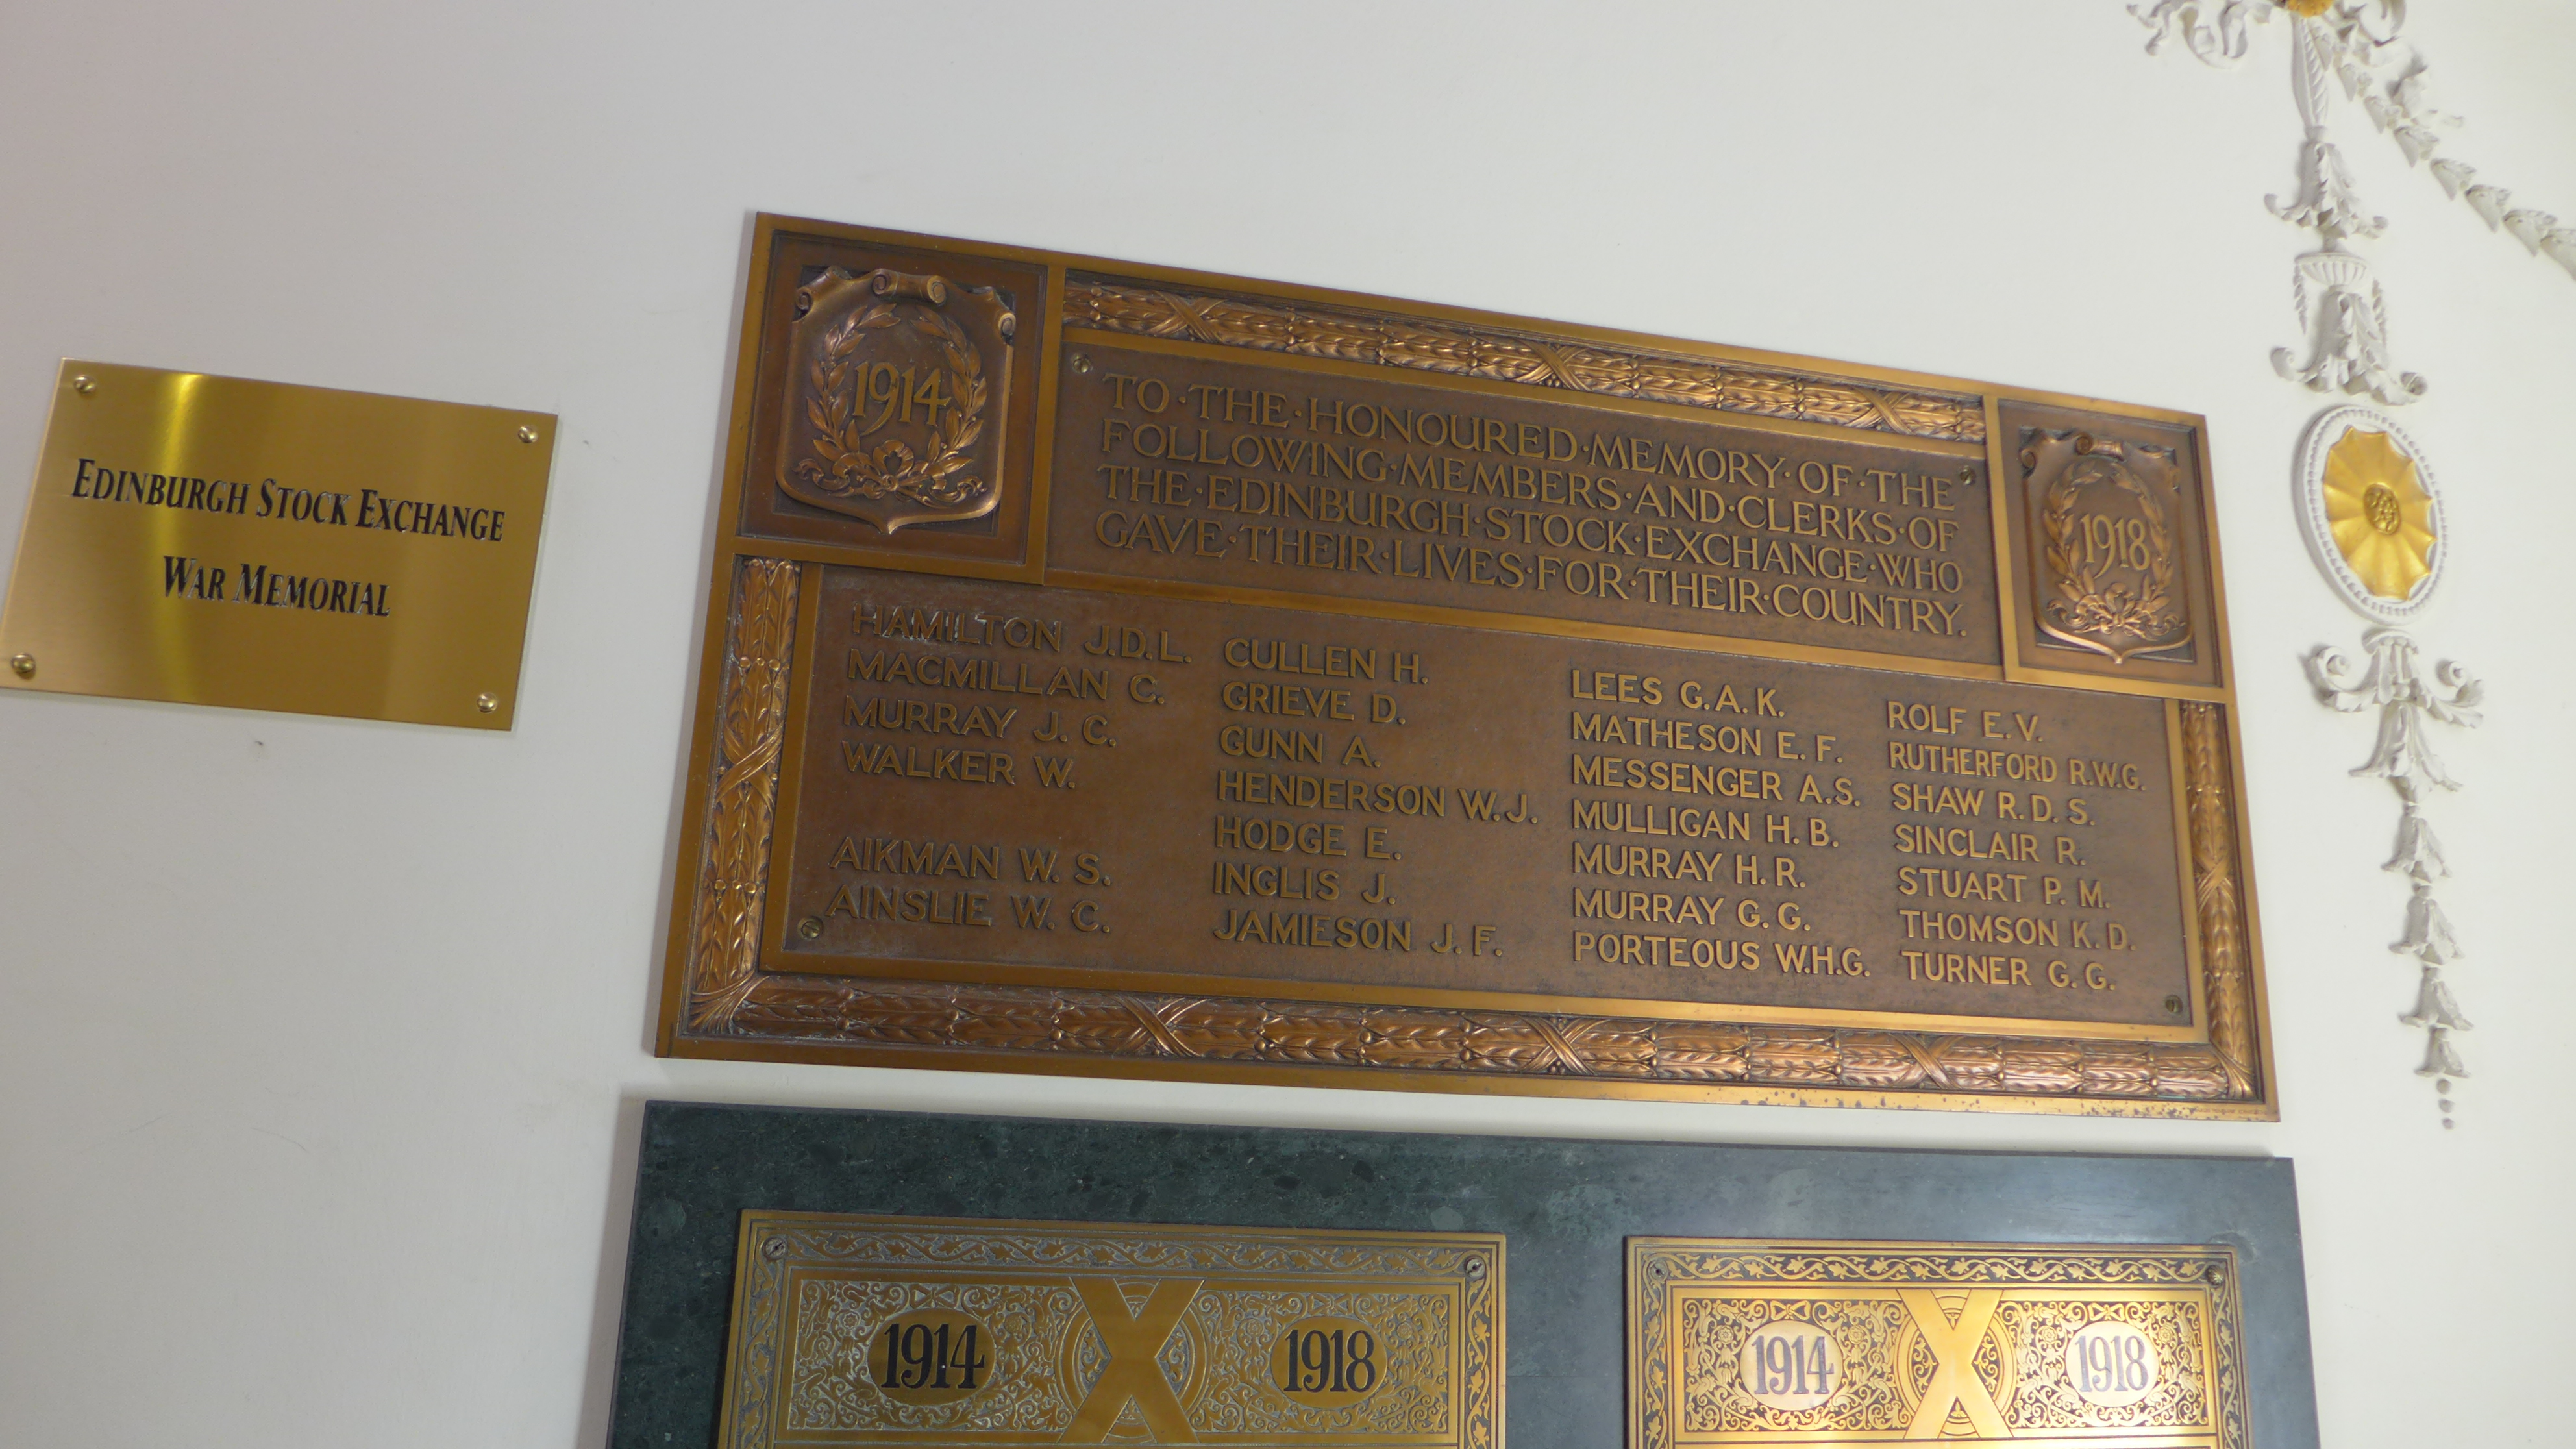 EDINBURGH STOCK EXCHANGE
WAR MEMORIAL
1914
TO·THE·HONOURED·MEMORY·OF·THE
FOLLOWING·MEMBERS·AND·CLERKS·OF
THE·EDINBURGH·STOCK·EXCHANGE·WHO
GAVE·THEIR·LIVES·FOR·THEIR·COUNTRY.
1918
HAMILTON J.D.L.
MACMILLAN C.
MURRAY J. C.
WALKER W.
AIKMAN W. S.
AINSLIE W. C.
CULLEN H.
GRIEVE D.
GUNN A.
HENDERSON W. J.
HODGE E.
INGLIS J.
JAMIESON J. F.
LEES G. A. K.
MATHESON E. F.
MESSENGER A. S.
MULLIGAN H. B.
MURRAY H. R.
MURRAY G. G.
PORTEOUS W.H.G.
ROLF E. V.
RUTHERFORD R.W.G.
SHAW R. D. S.
SINCLAIR R.
STUART P. M.
THOMSON K. D.
TURNER G. G.
1914
1918
1914
1918